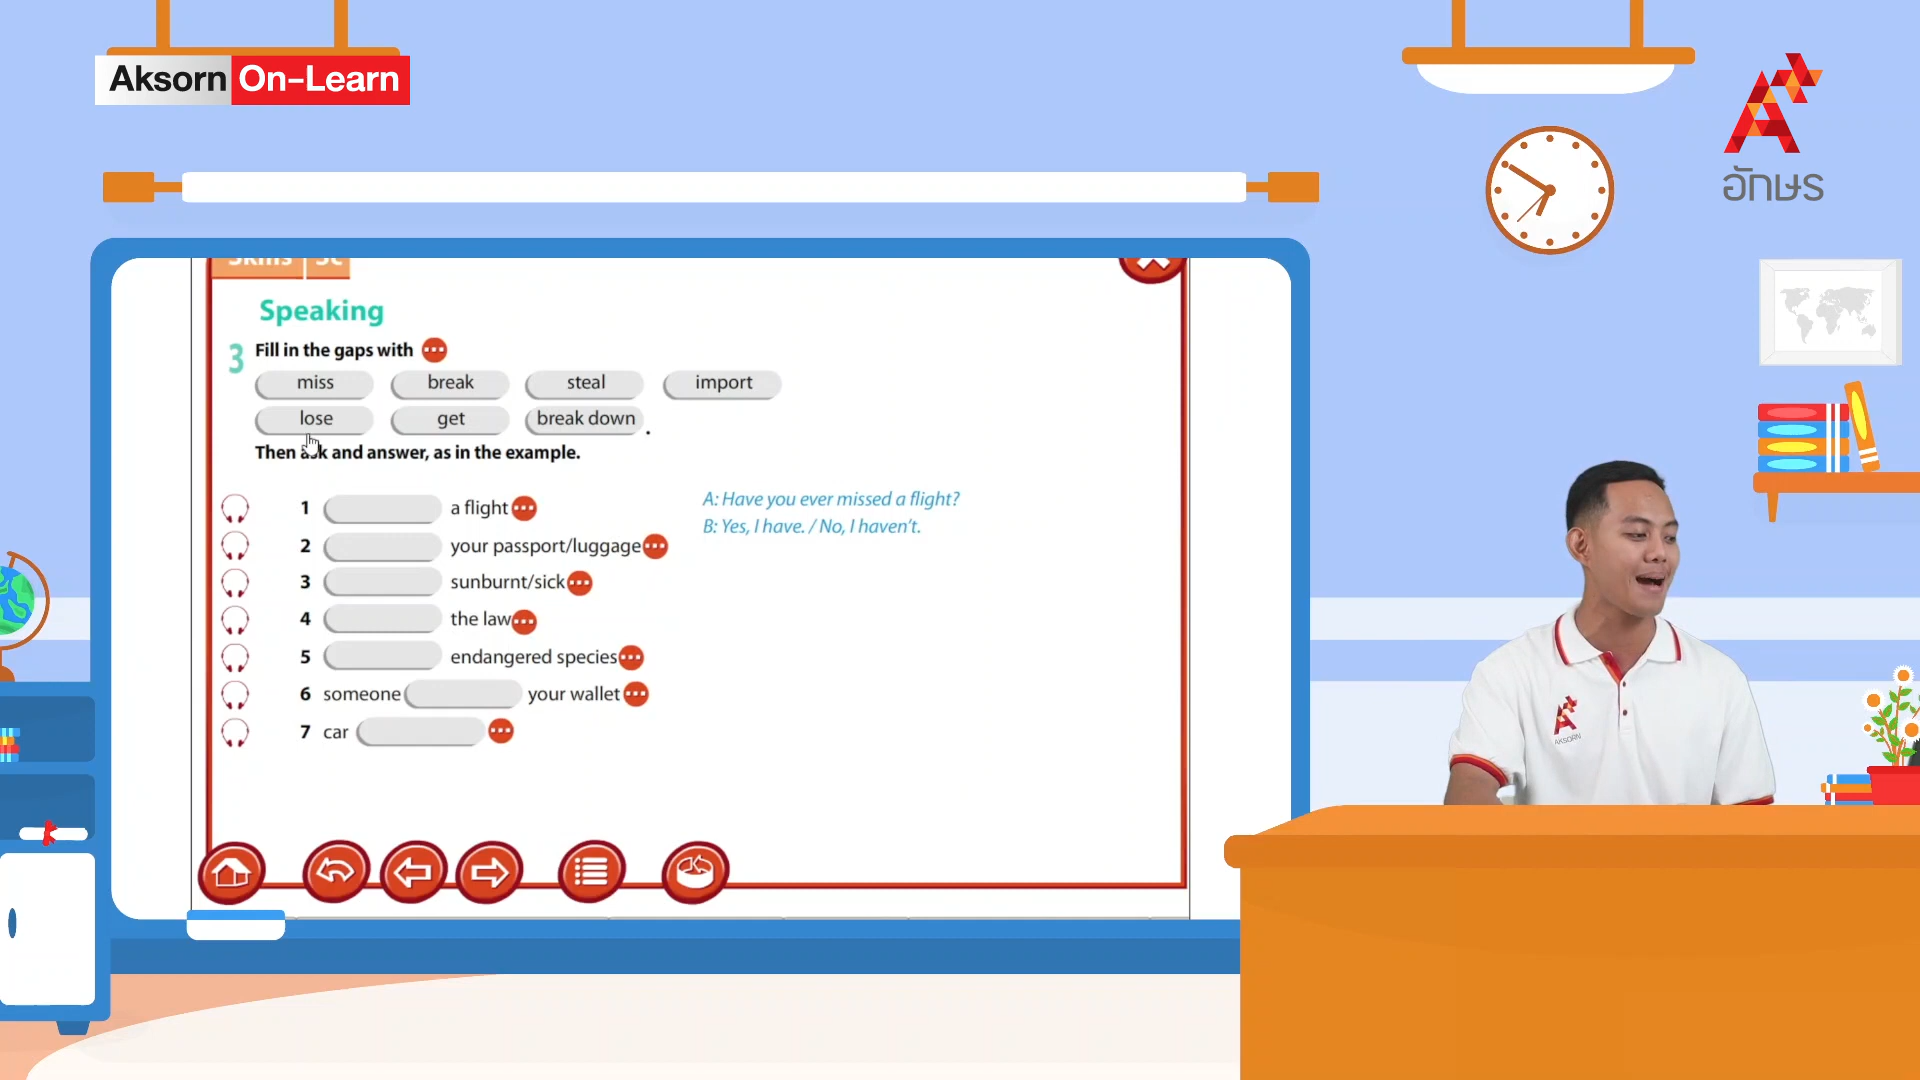 Aksorn On-Learn
อักษร
Skills 5c
Speaking
3 Fill in the gaps with
miss break steal import
lose get break down .
Then ask and answer, as in the example.
1 a flight
2 your passport/luggage
3 sunburnt/sick
4 the law
5 endangered species
6 someone your wallet
7 car
A: Have you ever missed a flight?
B: Yes, I have. / No, I haven't.
AKSORN